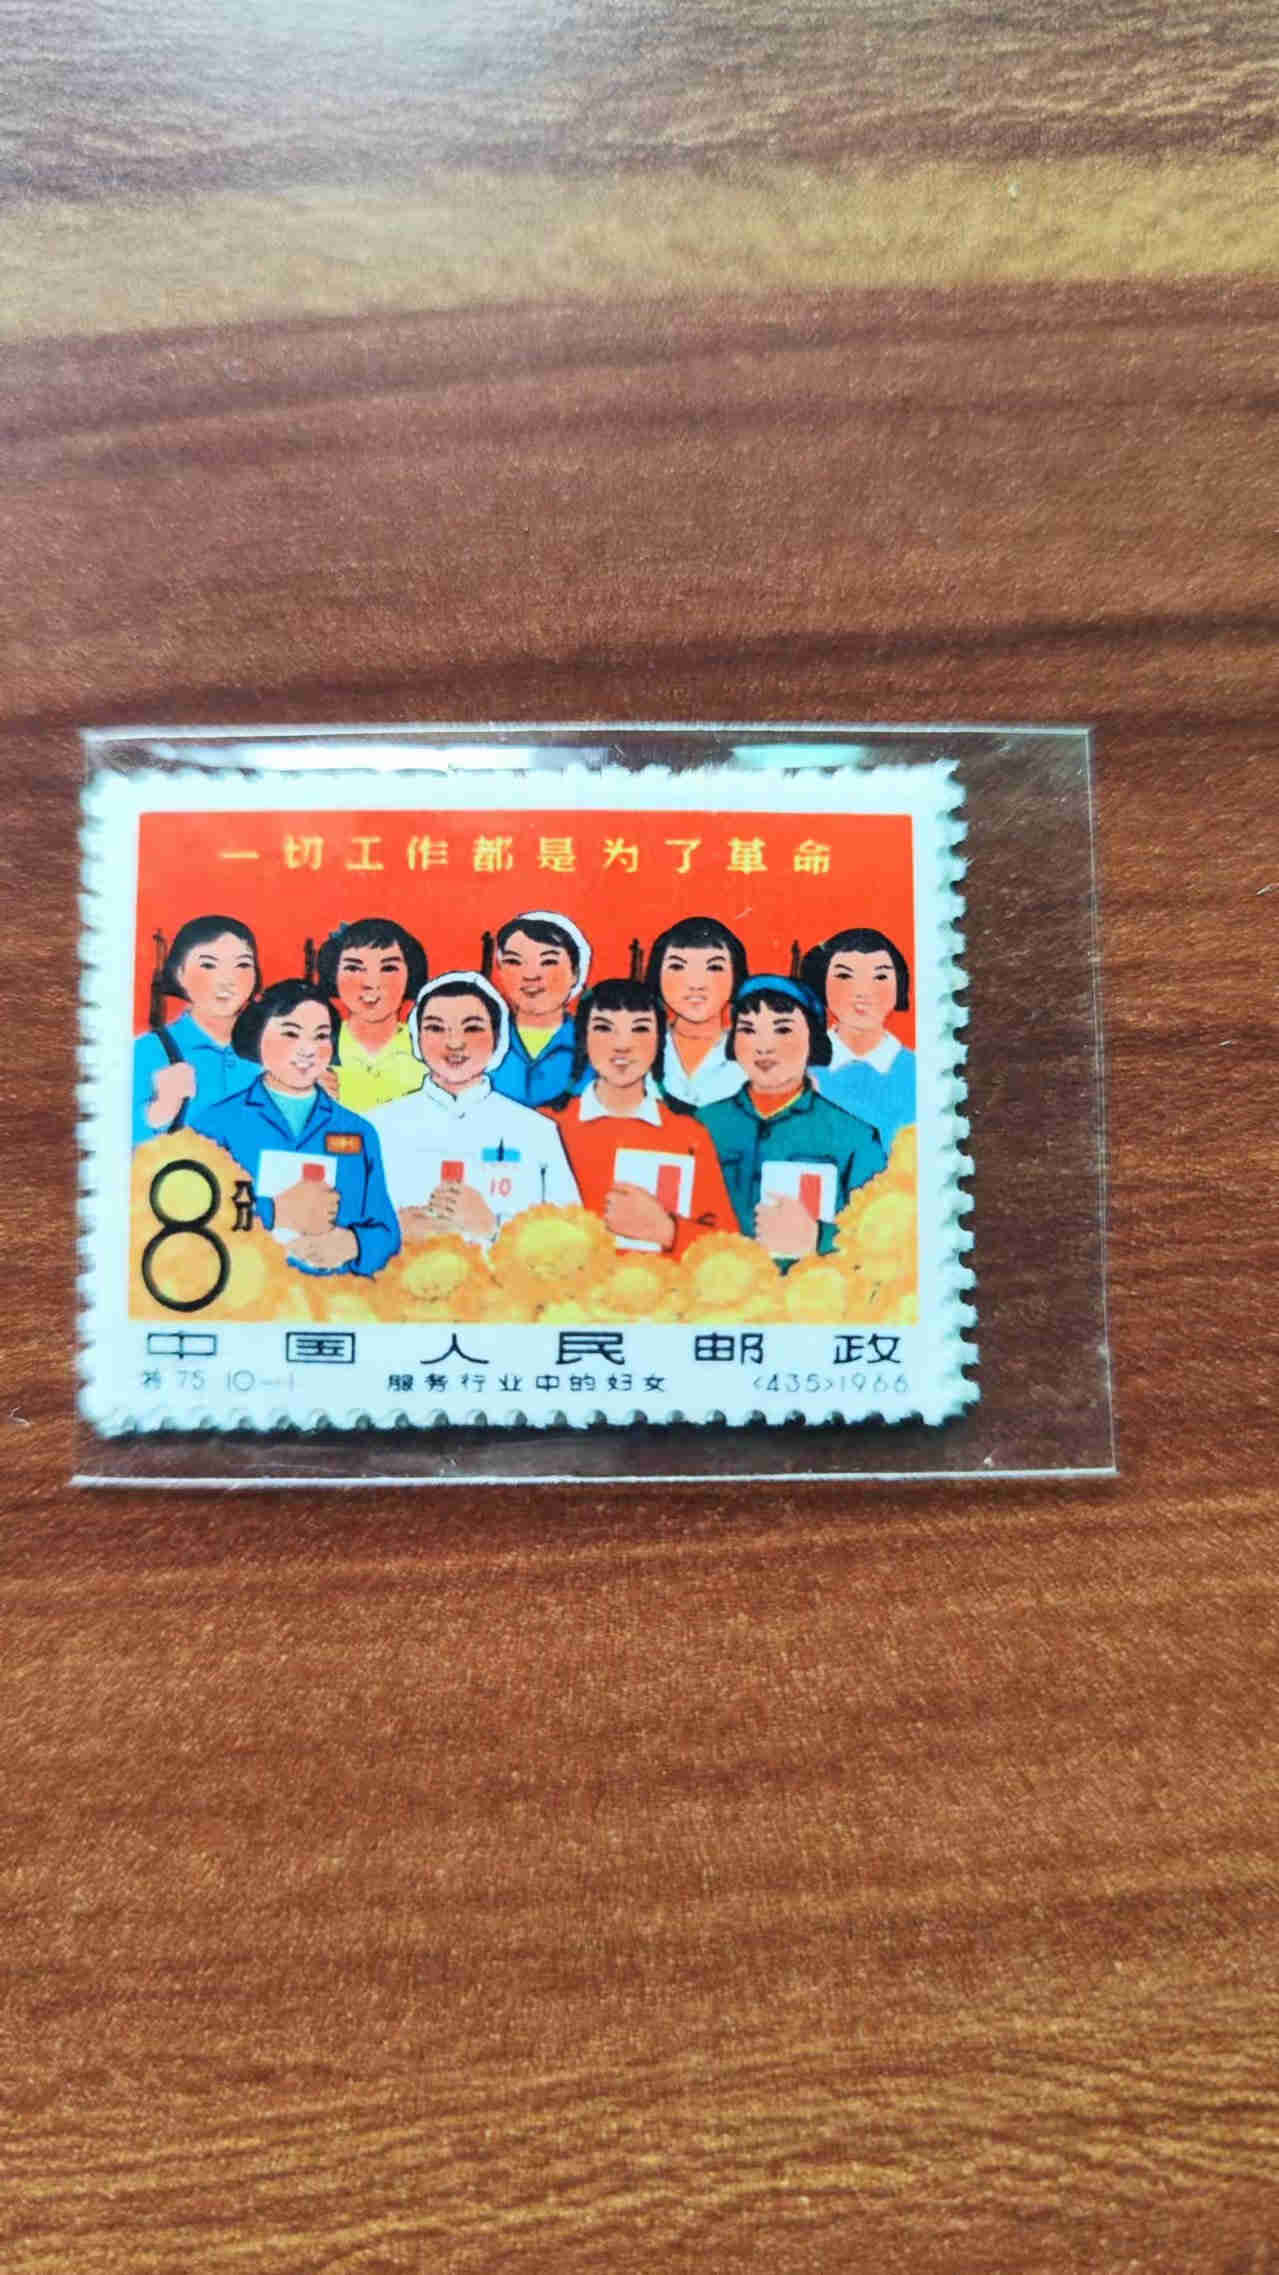 一切工作都是为了革命
8分
中国人民邮政
特75 10—1 服务行业中的妇女 <435>1966
10